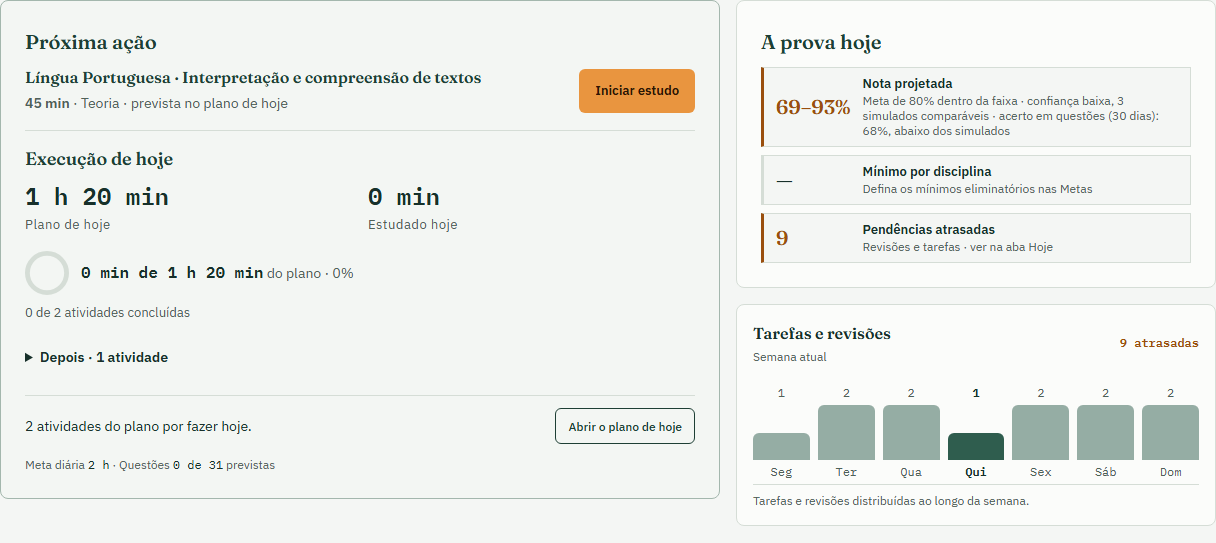 Próxima ação
Língua Portuguesa · Interpretação e compreensão de textos
45 min · Teoria · prevista no plano de hoje
Iniciar estudo
Execução de hoje
1 h 20 min
Plano de hoje
0 min
Estudado hoje
0 min de 1 h 20 min do plano · 0%
0 de 2 atividades concluídas
Depois · 1 atividade
2 atividades do plano por fazer hoje.
Abrir o plano de hoje
Meta diária 2 h · Questões 0 de 31 previstas
A prova hoje
69–93%
Nota projetada
Meta de 80% dentro da faixa · confiança baixa, 3
simulados comparáveis · acerto em questões (30 dias):
68%, abaixo dos simulados
—
Mínimo por disciplina
Defina os mínimos eliminatórios nas Metas
9
Pendências atrasadas
Revisões e tarefas · ver na aba Hoje
Tarefas e revisões
Semana atual
9 atrasadas
1 2 2 1 2 2 2
Seg Ter Qua Qui Sex Sáb Dom
Tarefas e revisões distribuídas ao longo da semana.